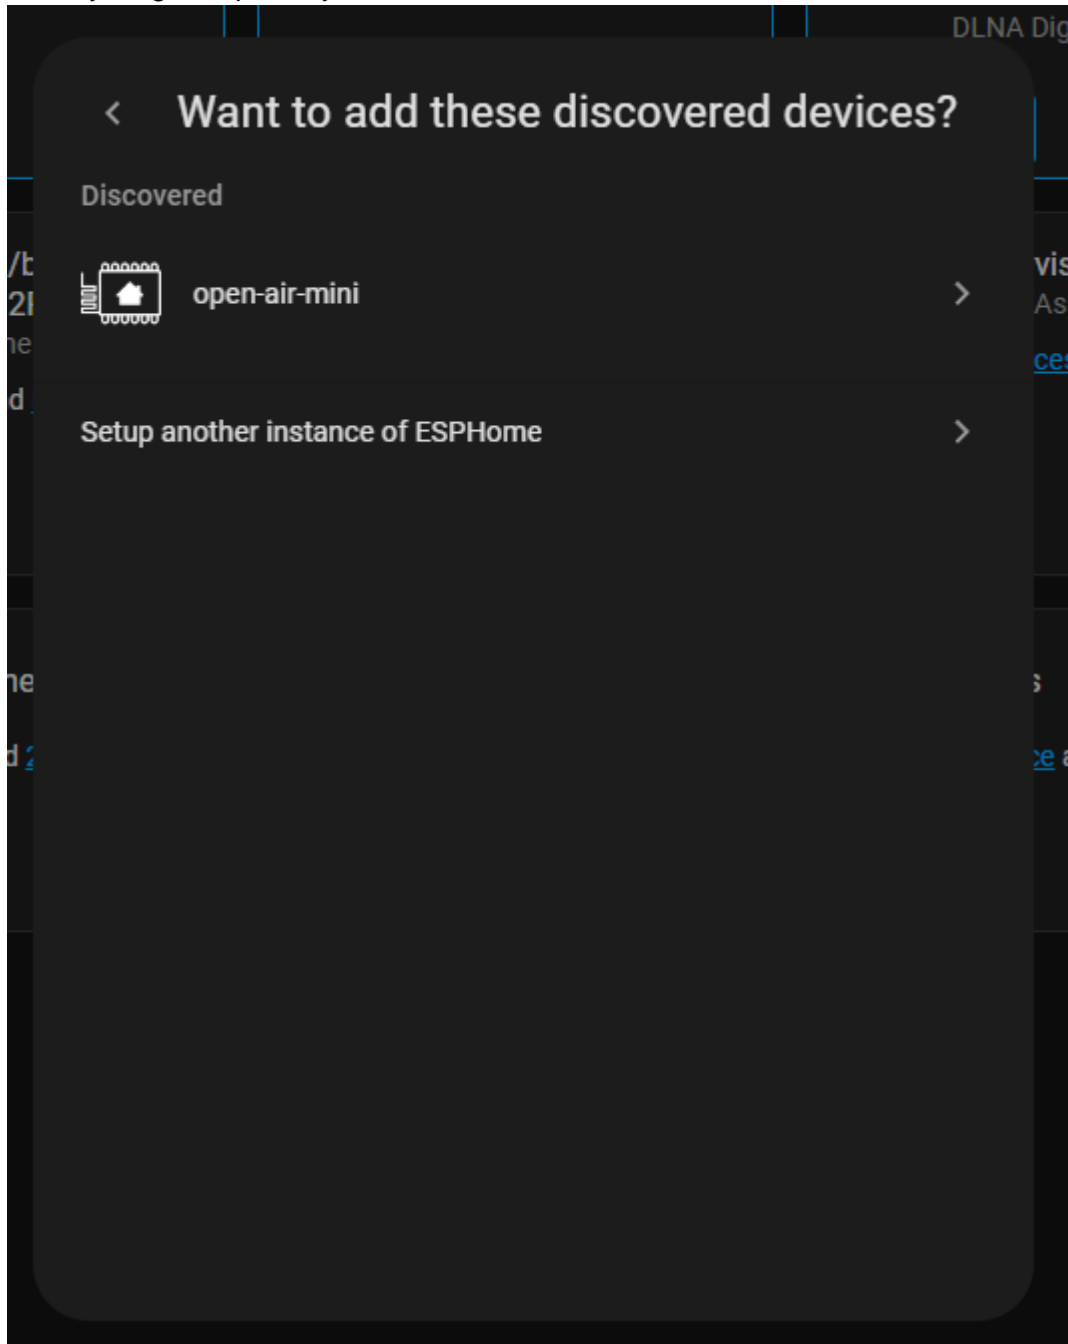 DLNA Dig
Want to add these discovered devices?
Discovered
open-air-mini
Setup another instance of ESPHome